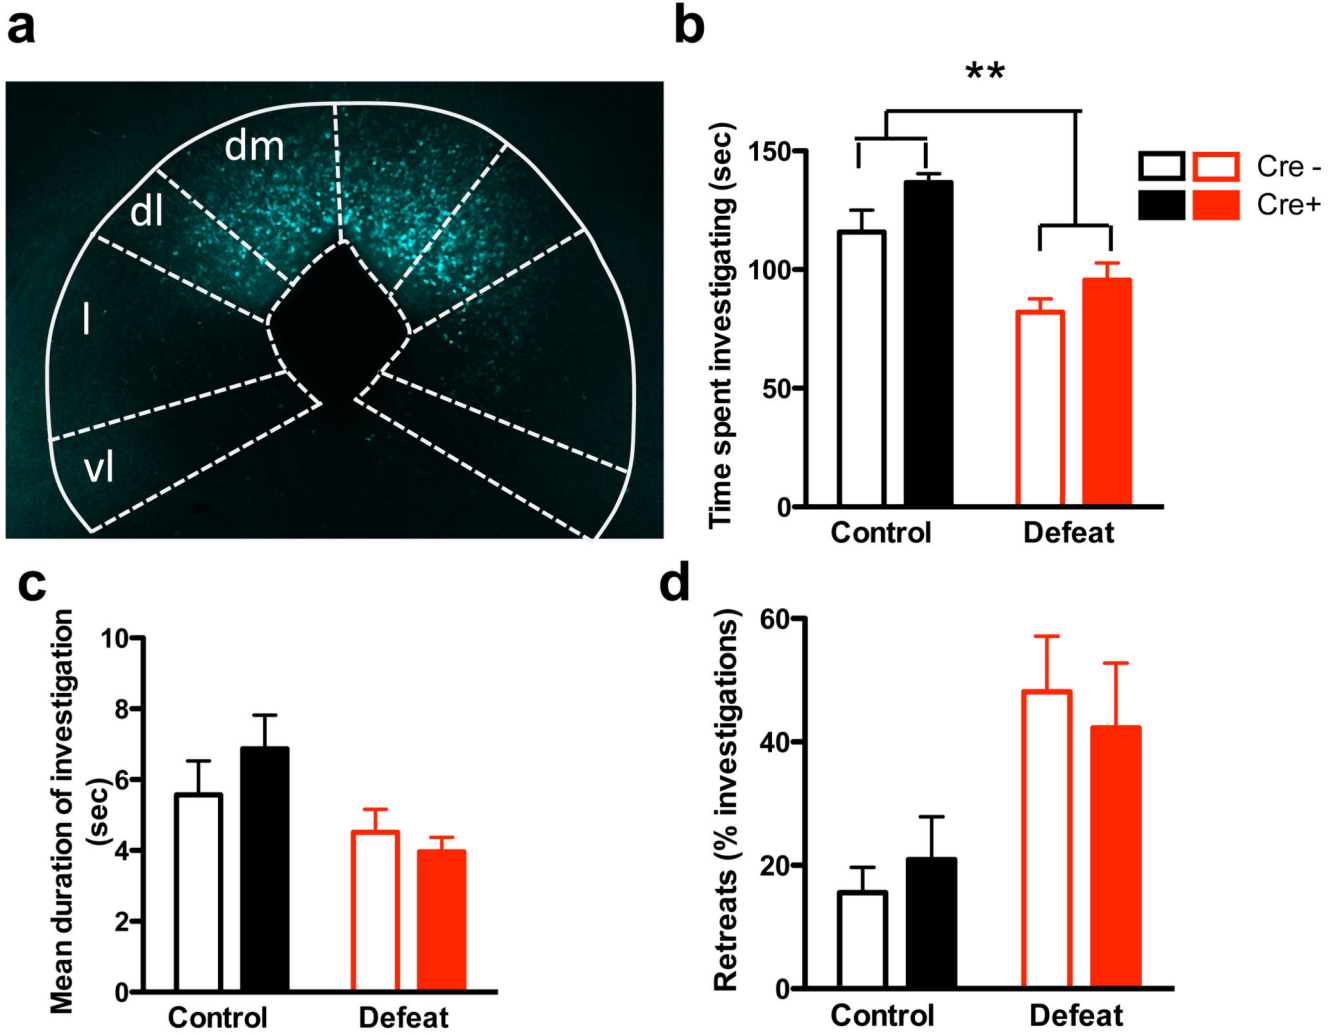 a
dm
dl
l
vl
b
**
Time spent investigating (sec)
150
100
50
0
Control Defeat
Cre -
Cre+
c
Mean duration of investigation
(sec)
10
8
6
4
2
0
Control Defeat
d
Retreats (% investigations)
60
40
20
0
Control Defeat